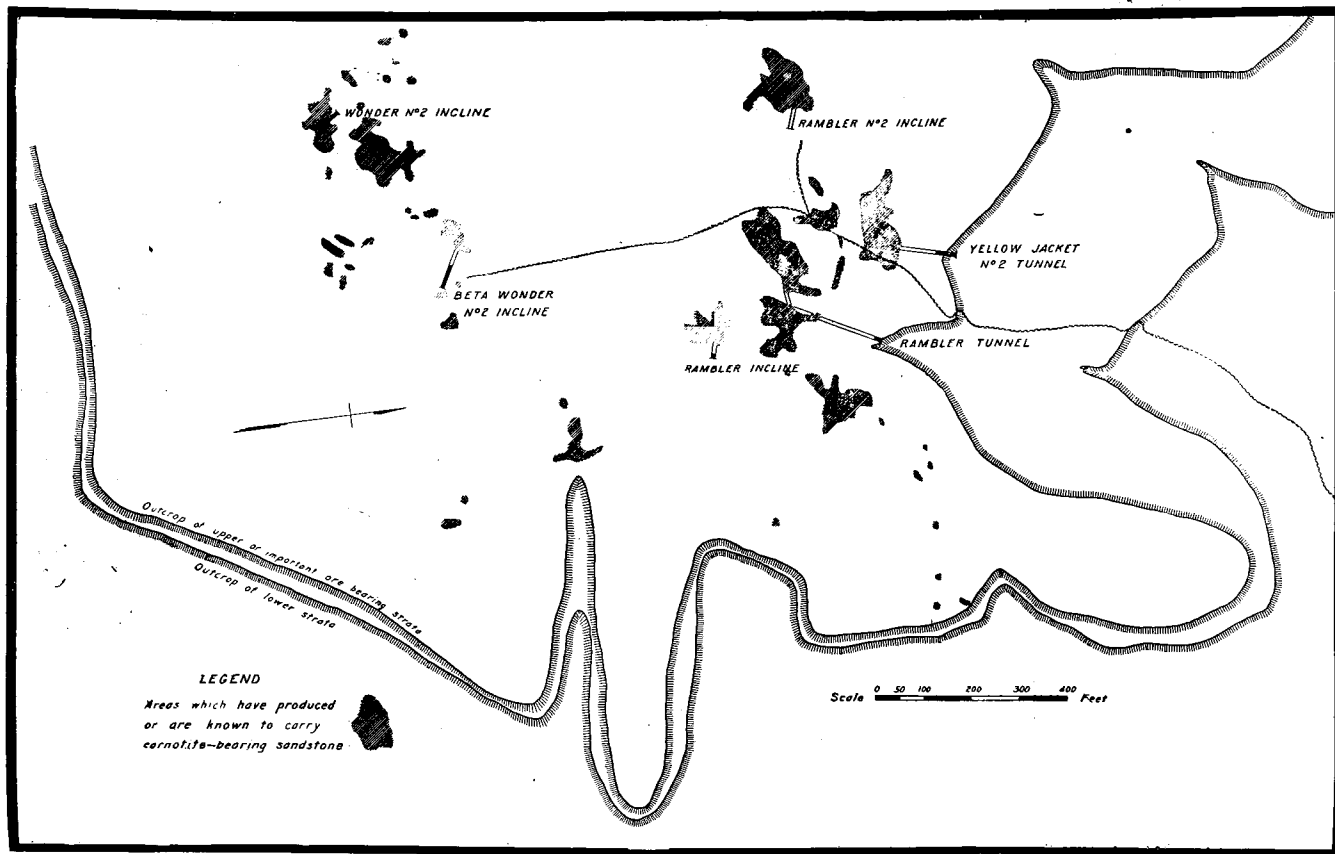 WONDER Nº2 INCLINE
RAMBLER Nº2 INCLINE
YELLOW JACKET
Nº2 TUNNEL
BETA WONDER
Nº2 INCLINE
RAMBLER TUNNEL
RAMBLER INCLINE
Outcrop of upper or important ore bearing strata
Outcrop of lower strata
LEGEND
Areas which have produced
or are known to carry
carnotite-bearing sandstone
Scale 0 50 100 200 300 400 Feet